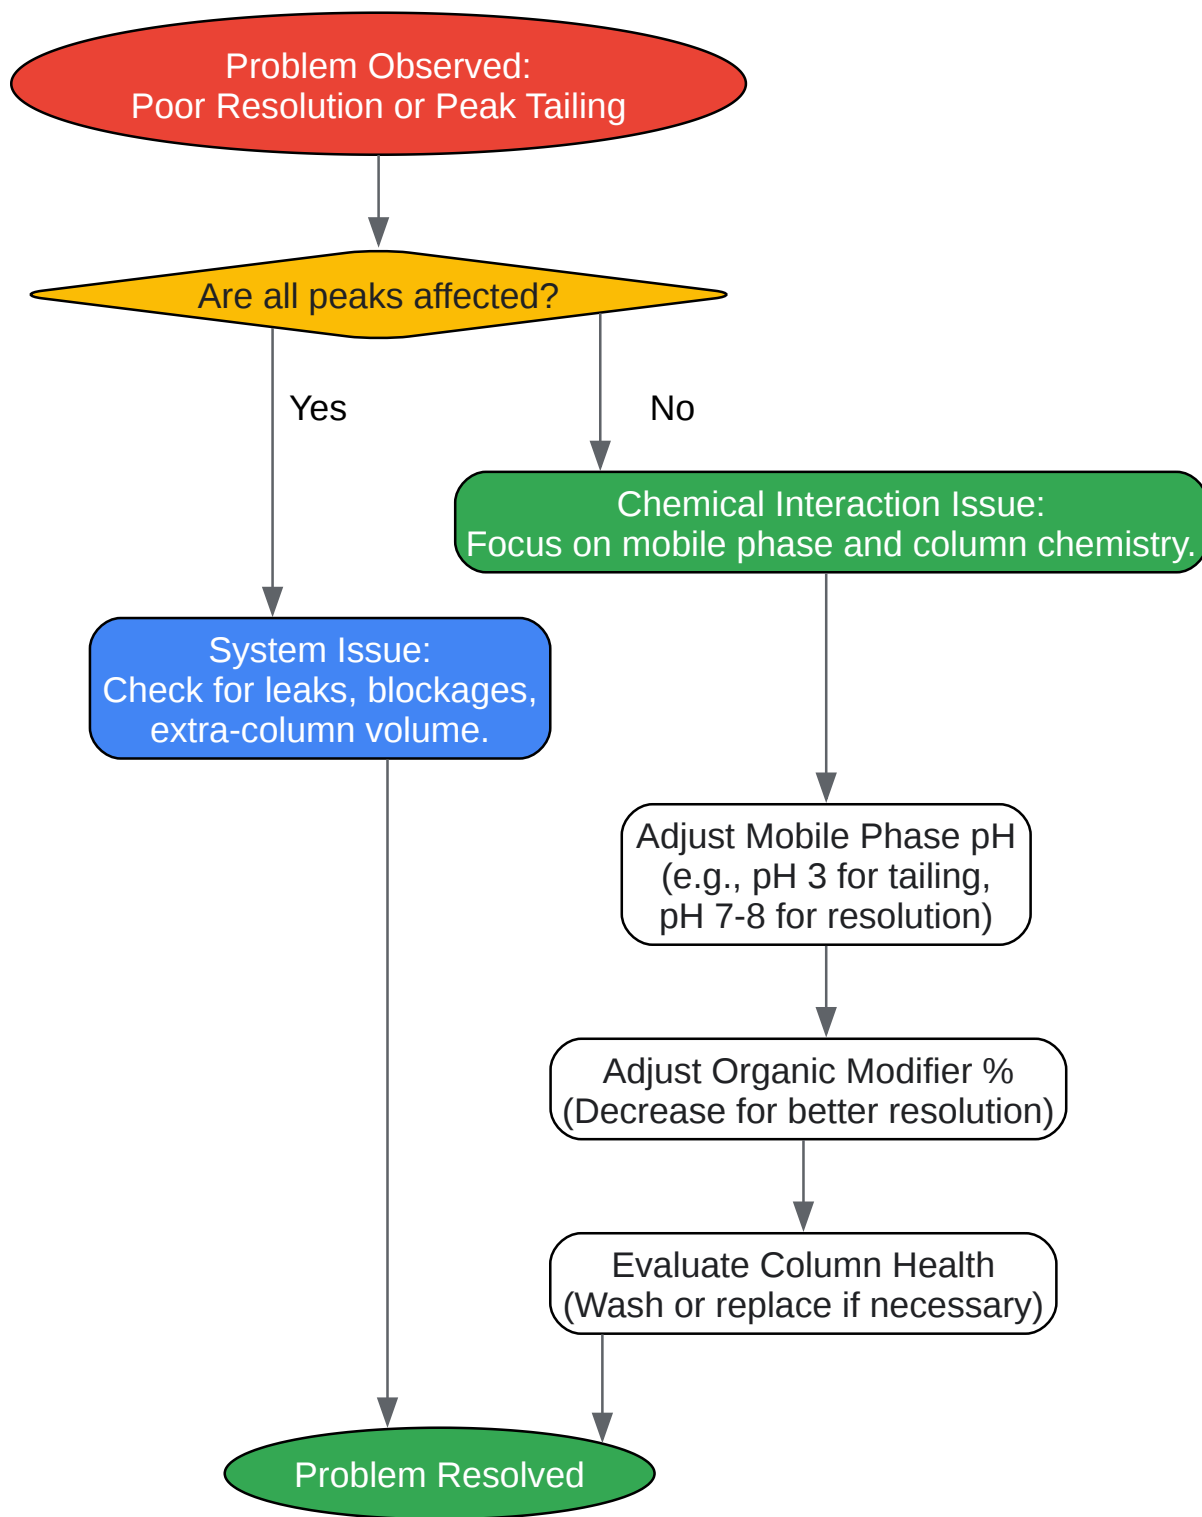 Problem Observed:
Poor Resolution or Peak Tailing
Are all peaks affected?
Yes
No
Chemical Interaction Issue:
Focus on mobile phase and column chemistry.
System Issue:
Check for leaks, blockages,
extra-column volume.
Adjust Mobile Phase pH
(e.g., pH 3 for tailing,
pH 7-8 for resolution)
Adjust Organic Modifier %
(Decrease for better resolution)
Evaluate Column Health
(Wash or replace if necessary)
Problem Resolved